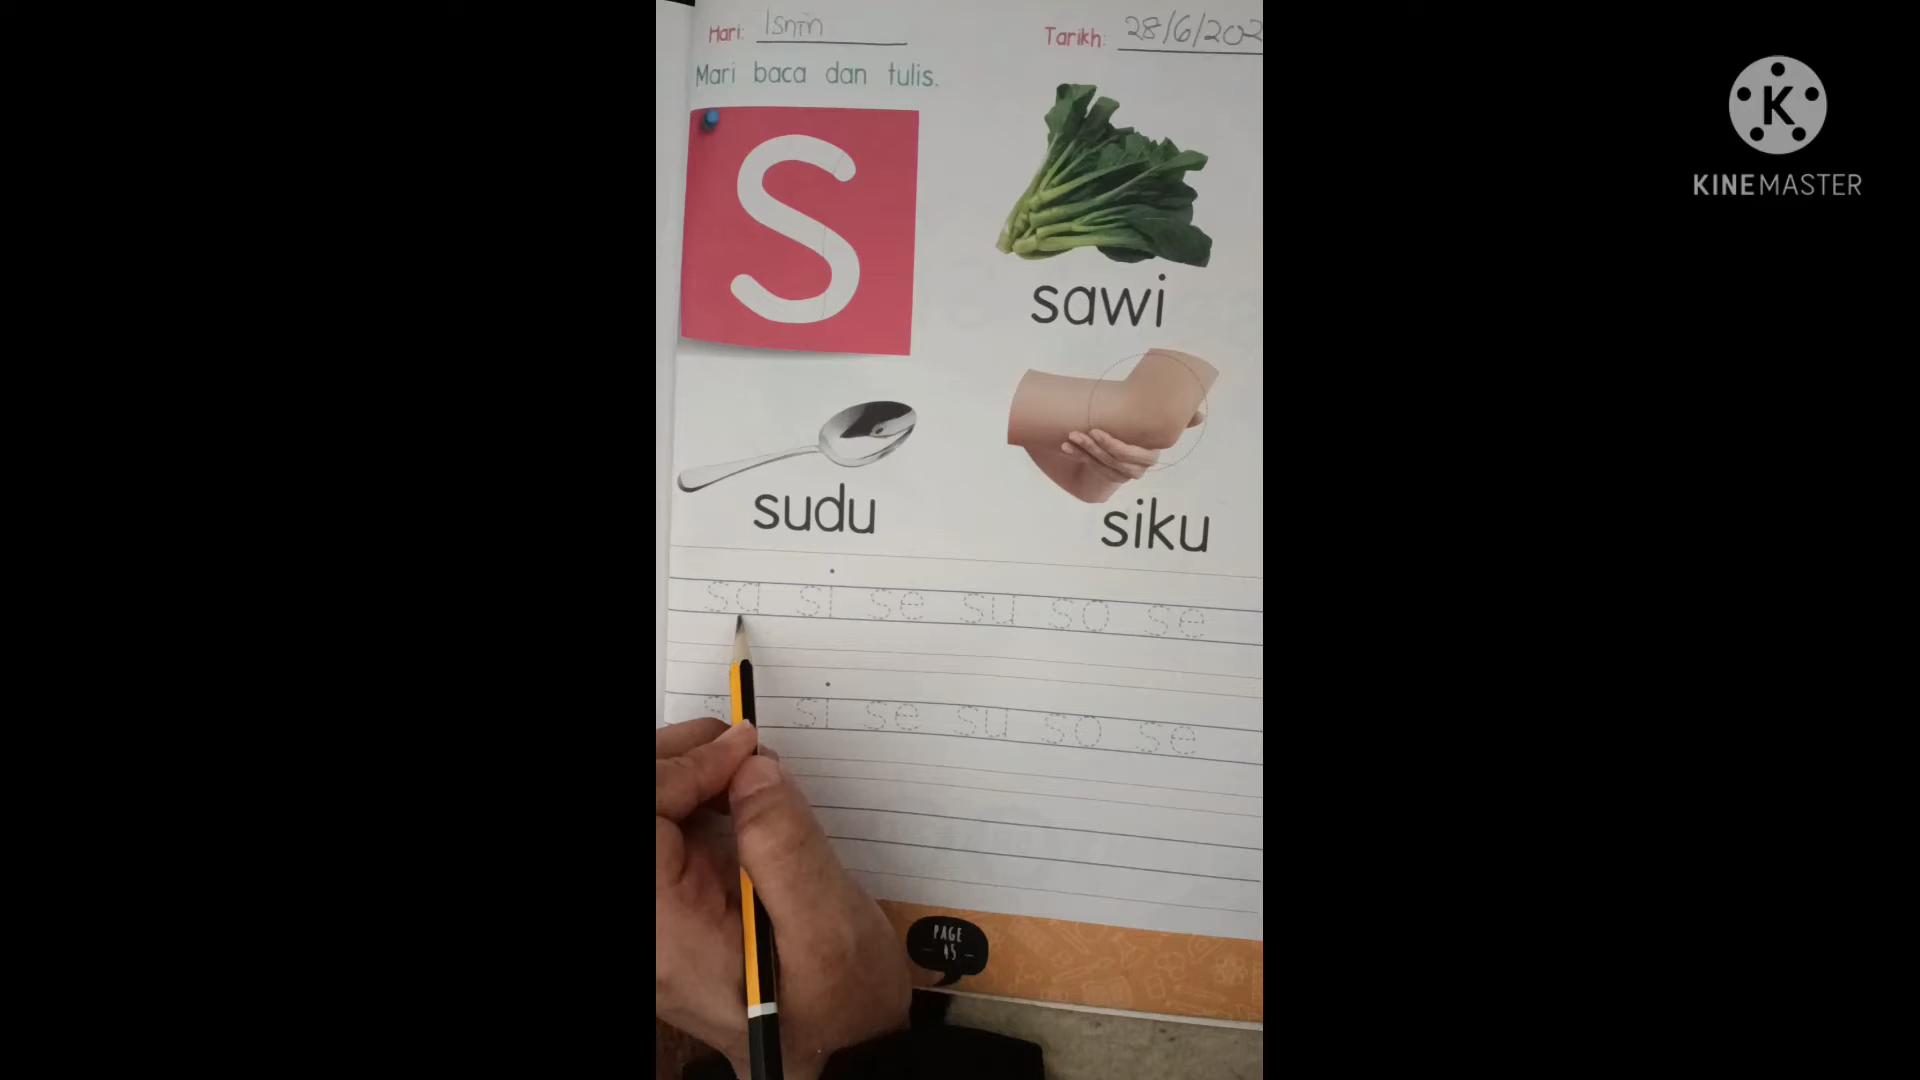 Hari: Isnin Tarikh: 28/6/202
Mari baca dan tulis.
S
sawi
sudu
siku
sa si se su so se
s si se su so se
PAGE
45
K
KINEMASTER